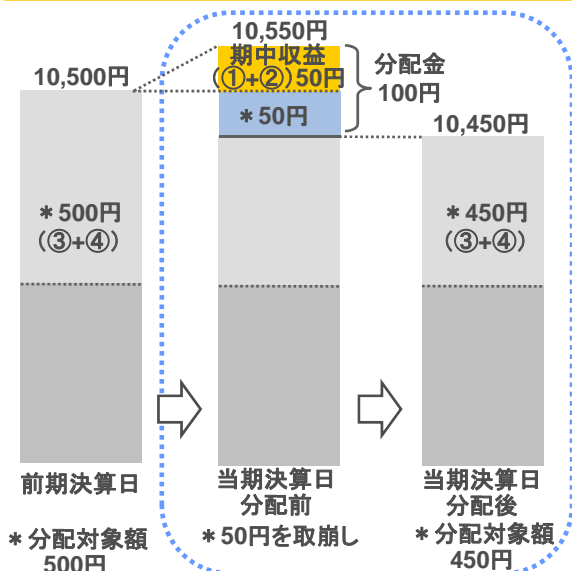 10,500円
＊500円
（③+④）
前期決算日
＊分配対象額
500円
10,550円
期中収益
（①+②）50円
＊50円
分配金
100円
当期決算日
分配前
＊50円を取崩し
10,450円
＊450円
（③+④）
当期決算日
分配後
＊分配対象額
450円